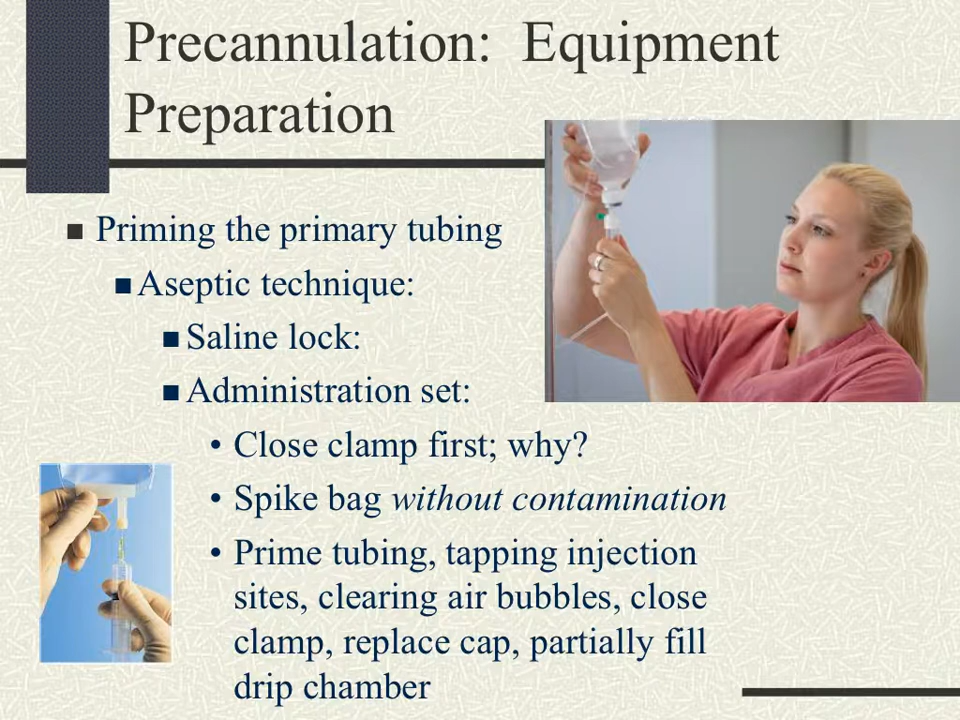 Precannulation: Equipment
Preparation
Priming the primary tubing
Aseptic technique:
Saline lock:
Administration set:
• Close clamp first; why?
• Spike bag without contamination
• Prime tubing, tapping injection
sites, clearing air bubbles, close
clamp, replace cap, partially fill
drip chamber